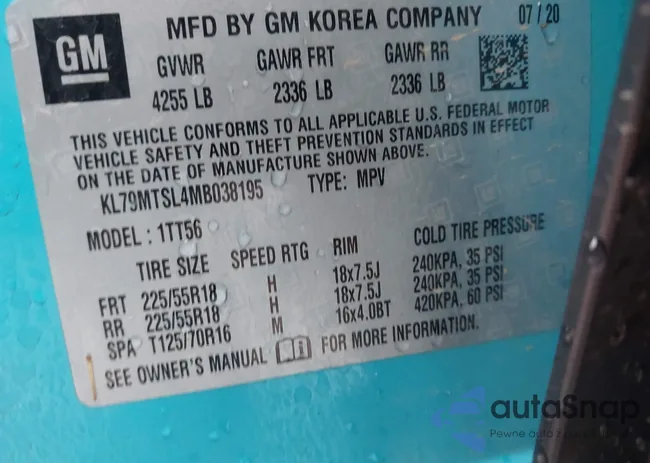 GM
MFD BY GM KOREA COMPANY 07/20
GVWR GAWR FRT GAWR RR
4255 LB 2336 LB 2336 LB
THIS VEHICLE CONFORMS TO ALL APPLICABLE U.S. FEDERAL MOTOR
VEHICLE SAFETY AND THEFT PREVENTION STANDARDS IN EFFECT
ON THE DATE OF MANUFACTURE SHOWN ABOVE.
KL79MTSL4MB038195 TYPE: MPV
MODEL: 1TT56
TIRE SIZE SPEED RTG RIM COLD TIRE PRESSURE
FRT 225/55R18 H 18x7.5J 240KPA, 35 PSI
RR 225/55R18 H 18x7.5J 240KPA, 35 PSI
SPA T125/70R16 M 16x4.0BT 420KPA, 60 PSI
SEE OWNER'S MANUAL FOR MORE INFORMATION.
autaSnap
Pewne auta z